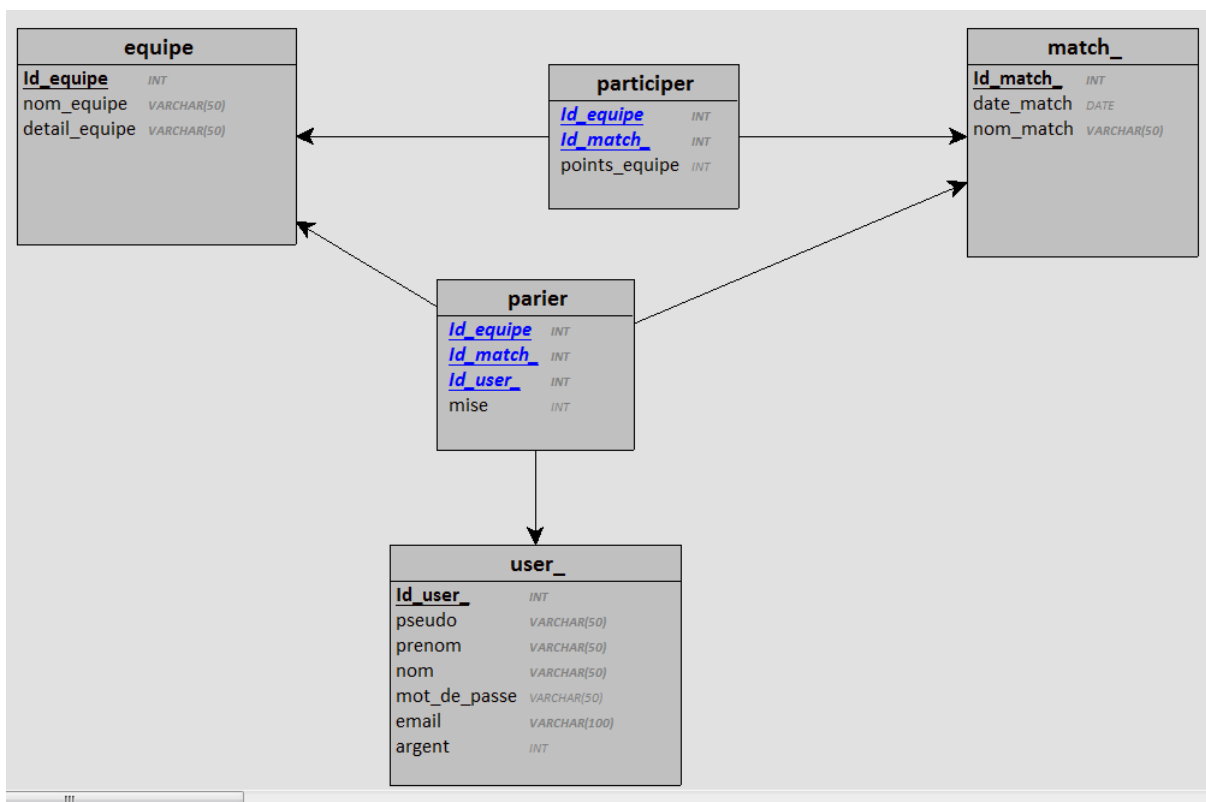 equipe
Id_equipe INT
nom_equipe VARCHAR(50)
detail_equipe VARCHAR(50)
participer
Id_equipe INT
Id_match_ INT
points_equipe INT
match_
Id_match_ INT
date_match DATE
nom_match VARCHAR(50)
parier
Id_equipe INT
Id_match_ INT
Id_user_ INT
mise INT
user_
Id_user_ INT
pseudo VARCHAR(50)
prenom VARCHAR(50)
nom VARCHAR(50)
mot_de_passe VARCHAR(50)
email VARCHAR(100)
argent INT